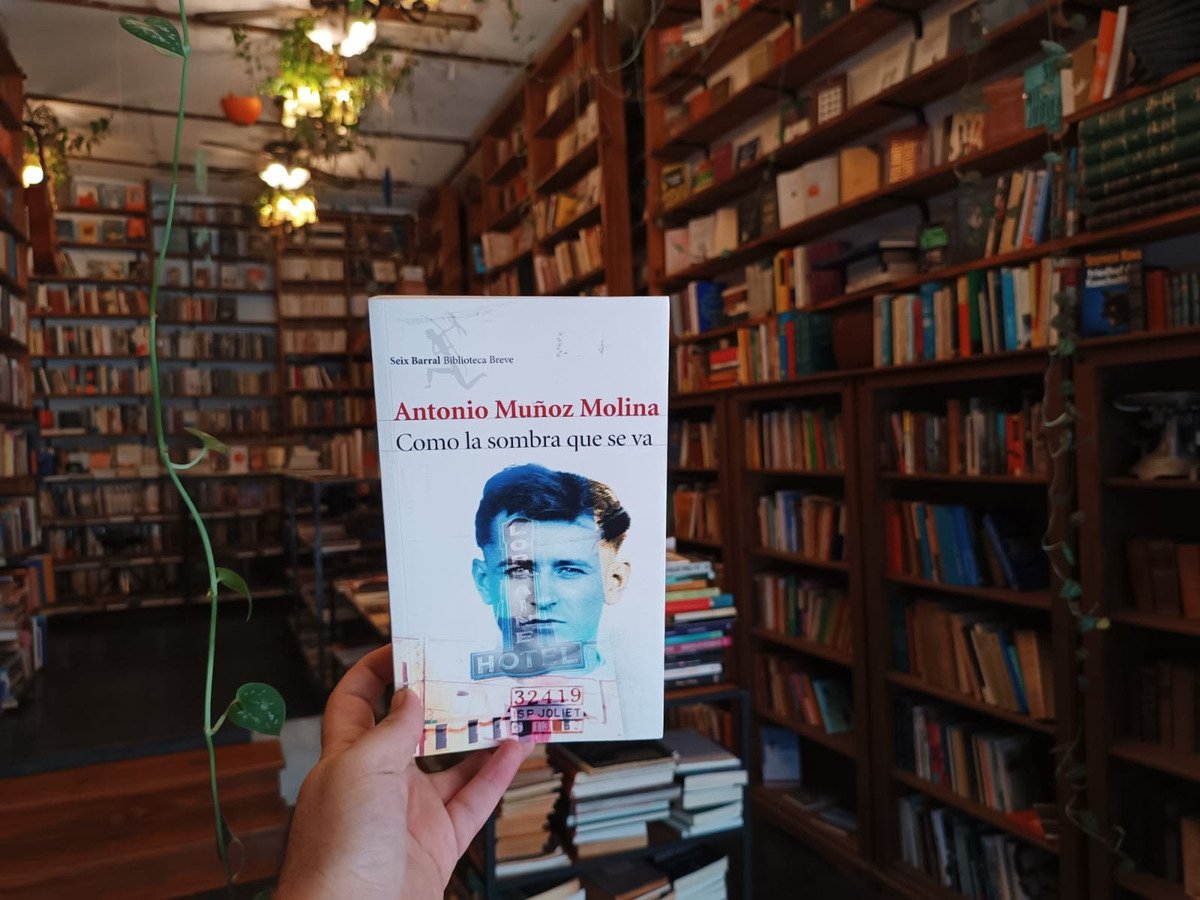 Seix Barral Biblioteca Breve
Antonio Muñoz Molina
Como la sombra que se va
HOTEL
32419
SP JOLIET